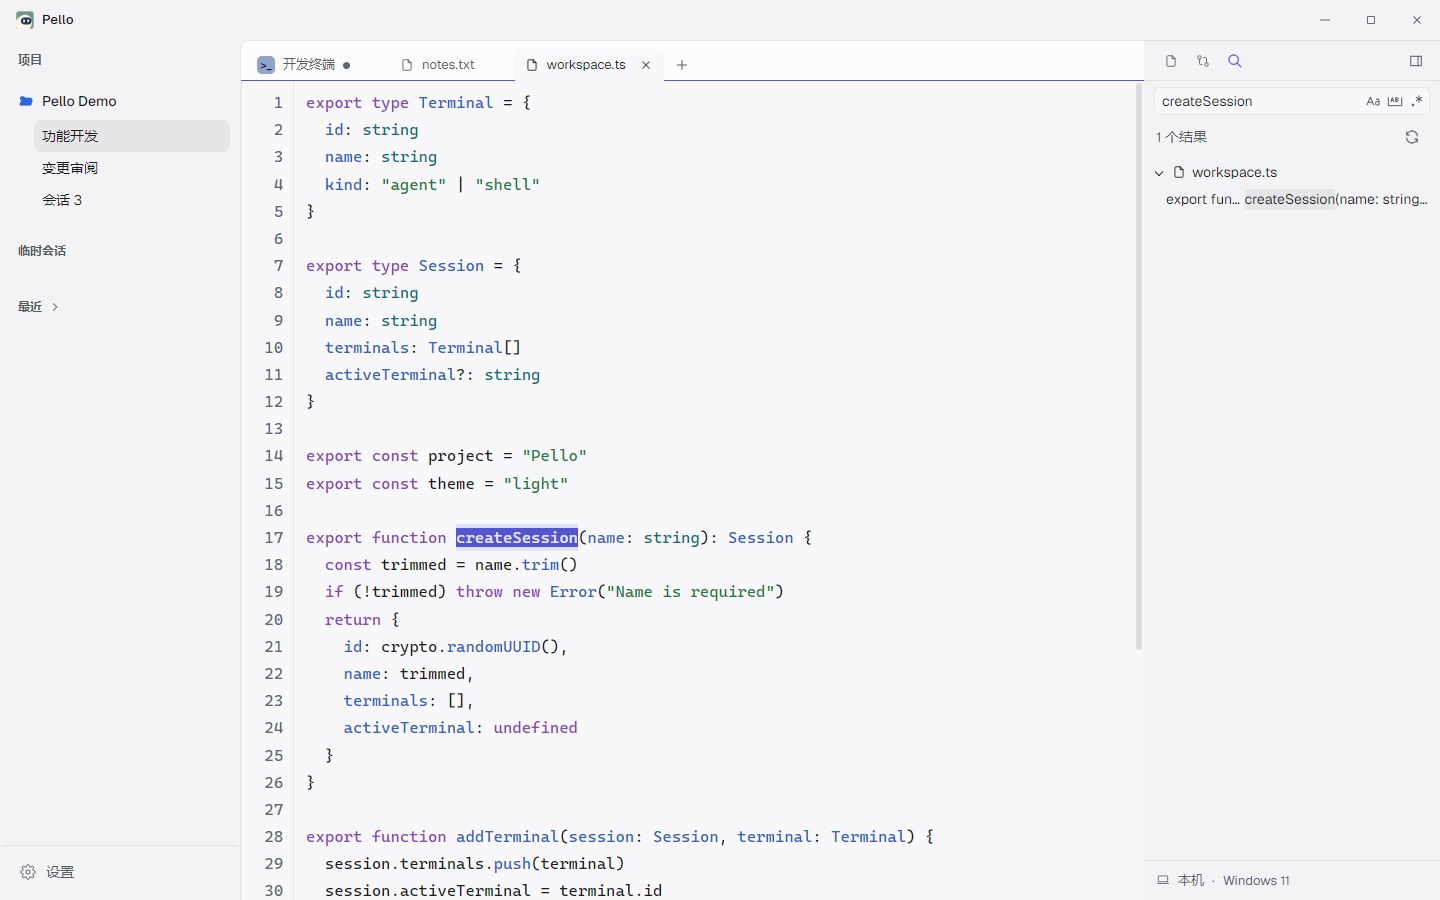 Pello
项目
Pello Demo
功能开发
变更审阅
会话 3
临时会话
最近
设置
>_ 开发终端
notes.txt
workspace.ts
1 export type Terminal = {
2   id: string
3   name: string
4   kind: "agent" | "shell"
5 }
6
7 export type Session = {
8   id: string
9   name: string
10   terminals: Terminal[]
11   activeTerminal?: string
12 }
13
14 export const project = "Pello"
15 export const theme = "light"
16
17 export function createSession(name: string): Session {
18   const trimmed = name.trim()
19   if (!trimmed) throw new Error("Name is required")
20   return {
21     id: crypto.randomUUID(),
22     name: trimmed,
23     terminals: [],
24     activeTerminal: undefined
25   }
26 }
27
28 export function addTerminal(session: Session, terminal: Terminal) {
29   session.terminals.push(terminal)
30   session.activeTerminal = terminal.id
createSession Aa AB .*
1 个结果
workspace.ts
export fun... createSession(name: string...
本机 · Windows 11